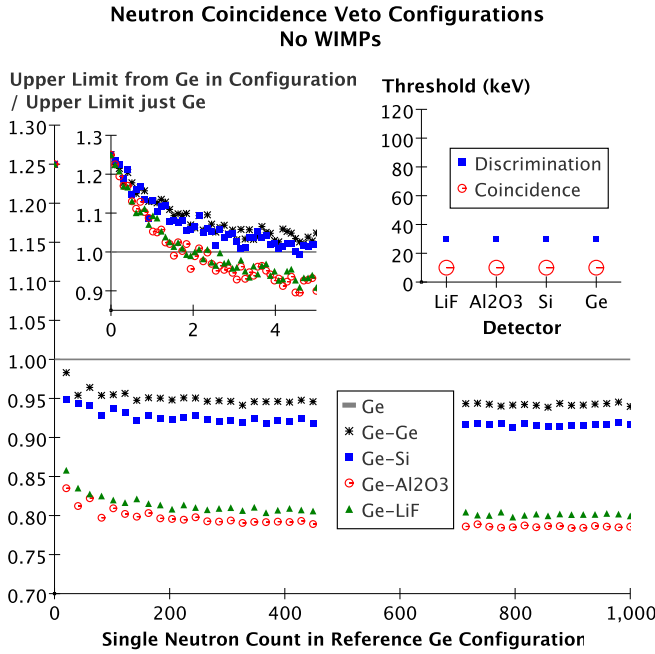 Neutron Coincidence Veto Configurations
No WIMPs
Upper Limit from Ge in Configuration
/ Upper Limit just Ge
1.30
1.25
1.20
1.15
1.10
1.05
1.00
0.95
0.90
0.85
0.80
0.75
0.70
0
200
400
600
800
1,000
Single Neutron Count in Reference Ge Configuration
1.3
1.2
1.1
1.0
0.9
0
2
4
Threshold (keV)
120
100
80
60
40
20
0
Discrimination
Coincidence
LiF
Al2O3
Si
Ge
Detector
Ge
Ge-Ge
Ge-Si
Ge-Al2O3
Ge-LiF